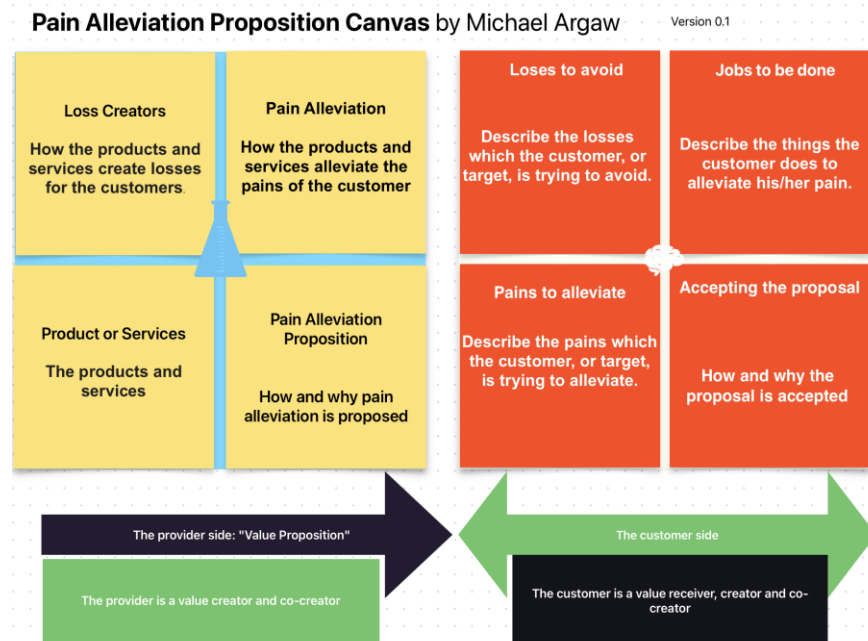 Pain Alleviation Proposition Canvas by Michael Argaw
Version 0.1
Loss Creators
How the products and
services create losses
for the customers.
Pain Alleviation
How the products and
services alleviate the
pains of the customer
Product or Services
The products and
services
Pain Alleviation
Proposition
How and why pain
alleviation is proposed
Loses to avoid
Describe the losses
which the customer, or
target, is trying to avoid.
Jobs to be done
Describe the things the
customer does to
alleviate his/her pain.
Pains to alleviate
Describe the pains which
the customer, or target,
is trying to alleviate.
Accepting the proposal
How and why the
proposal is accepted
The provider side: "Value Proposition"
The provider is a value creator and co-creator
The customer side
The customer is a value receiver, creator and co-
creator